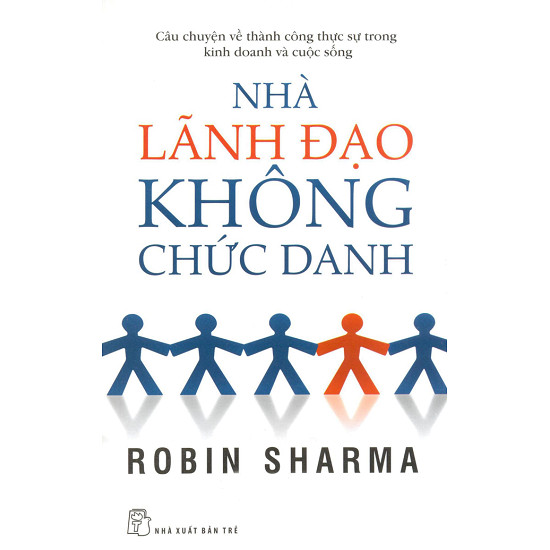 Câu chuyện về thành công thực sự trong
kinh doanh và cuộc sống
NHÀ
LÃNH ĐẠO
KHÔNG
CHỨC DANH
ROBIN SHARMA
NHÀ XUẤT BẢN TRẺ